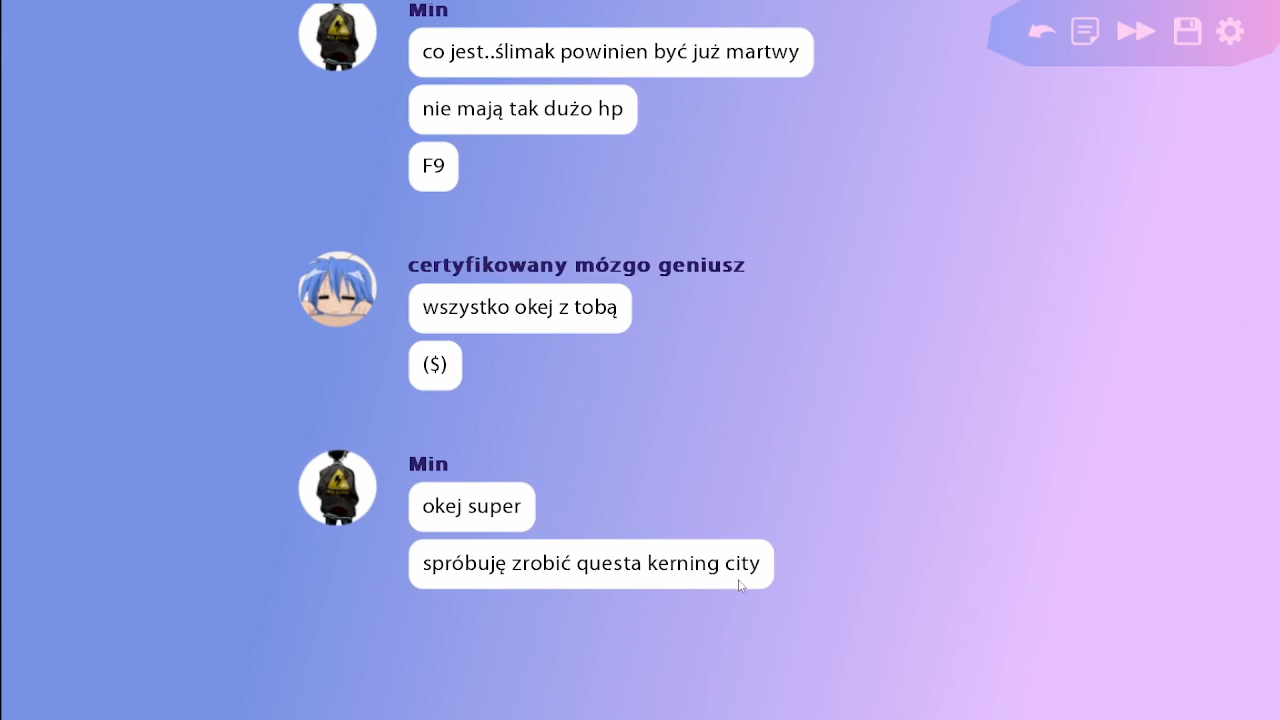 Min
co jest..ślimak powinien być już martwy
nie mają tak dużo hp
F9
certyfikowany mózgo geniusz
wszystko okej z tobą
($)
Min
okej super
spróbuję zrobić questa kerning city